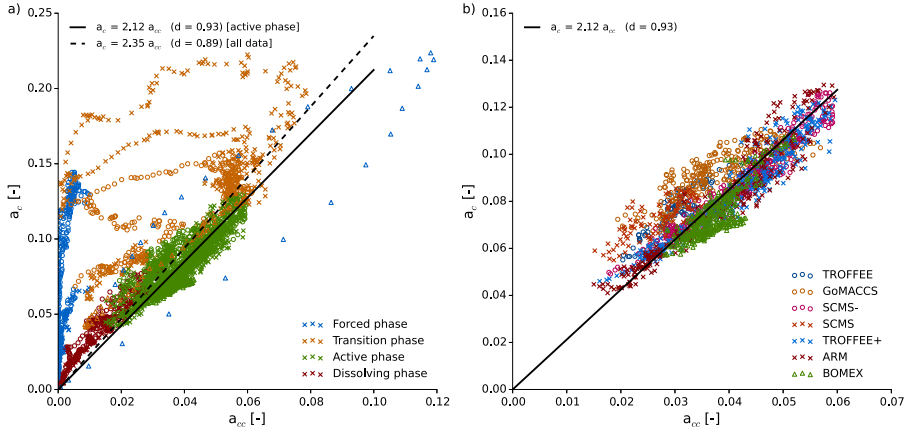 a)
a_c = 2.12 a_cc (d = 0.93) [active phase]
a_c = 2.35 a_cc (d = 0.89) [all data]
0.25
0.20
0.15
0.10
0.05
0.00
a_c [-]
Forced phase
Transition phase
Active phase
Dissolving phase
0.00 0.02 0.04 0.06 0.08 0.10 0.12
a_cc [-]
b)
a_c = 2.12 a_cc (d = 0.93)
0.16
0.14
0.12
0.10
0.08
0.06
0.04
0.02
0.00
a_c [-]
TROFFEE
GoMACCS
SCMS-
SCMS
TROFFEE+
ARM
BOMEX
0.00 0.01 0.02 0.03 0.04 0.05 0.06 0.07
a_cc [-]